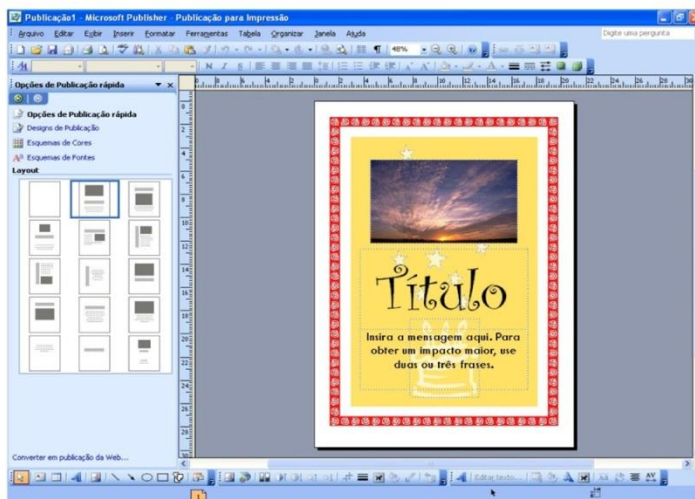 Publicação1 - Microsoft Publisher - Publicação para Impressão
Arquivo Editar Exibir Inserir Formatar Ferramentas Tabela Organizar Janela Ajuda
Digite uma pergunta
48%
Opções de Publicação rápida
Opções de Publicação rápida
Designs de Publicação
Esquemas de Cores
Esquemas de Fontes
Layout
Título
Insira a mensagem aqui. Para
obter um impacto maior, use
duas ou três frases.
Converter em publicação da Web...
Editar texto...
1